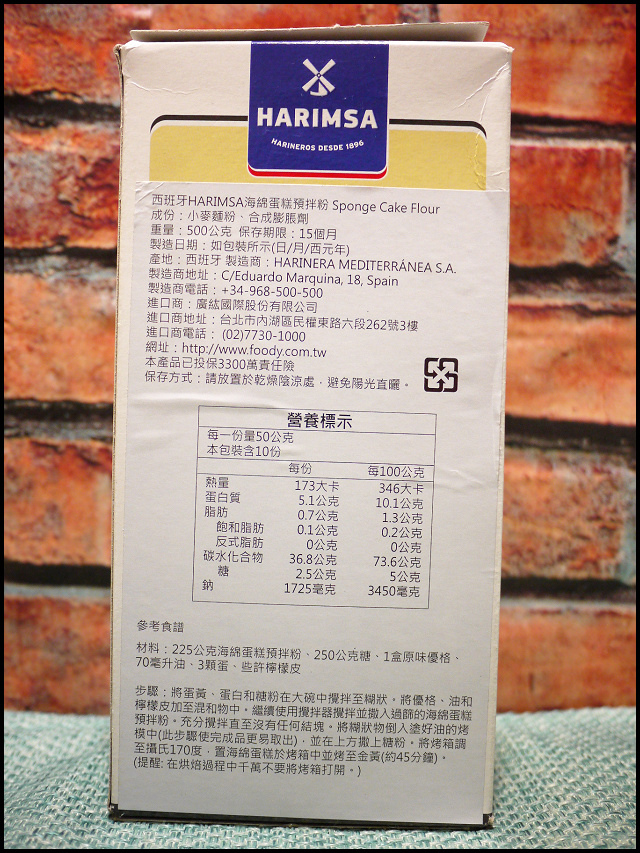 HARIMSA
HARINEROS DESDE 1896
西班牙HARIMSA海綿蛋糕預拌粉 Sponge Cake Flour
成份：小麥麵粉、合成膨脹劑
重量：500公克 保存期限：15個月
製造日期：如包裝所示(日/月/西元年)
產地：西班牙 製造商：HARINERA MEDITERRÁNEA S.A.
製造商地址：C/Eduardo Marquina, 18, Spain
製造商電話：+34-968-500-500
進口商：廣紘國際股份有限公司
進口商地址：台北市內湖區民權東路六段262號3樓
進口商電話： (02)7730-1000
網址：http://www.foody.com.tw
本產品已投保3300萬責任險
保存方式：請放置於乾燥陰涼處，避免陽光直曬。
營養標示
每一份量50公克
本包裝含10份
每份 每100公克
熱量 173大卡 346大卡
蛋白質 5.1公克 10.1公克
脂肪 0.7公克 1.3公克
飽和脂肪 0.1公克 0.2公克
反式脂肪 0公克 0公克
碳水化合物 36.8公克 73.6公克
糖 2.5公克 5公克
鈉 1725毫克 3450毫克
參考食譜
材料：225公克海綿蛋糕預拌粉、250公克糖、1盒原味優格、
70毫升油、3顆蛋、些許檸檬皮
步驟：將蛋黃、蛋白和糖粉在大碗中攪拌至糊狀。將優格、油和
檸檬皮加至混和物中。繼續使用攪拌器攪拌並撒入過篩的海綿蛋糕
預拌粉。充分攪拌直至沒有任何結塊。將糊狀物倒入塗好油的烤
模中(此步驟使完成品更易取出)，並在上方撒上糖粉。將烤箱調
至攝氏170度，置海綿蛋糕於烤箱中並烤至金黃(約45分鐘)。
(提醒: 在烘焙過程中千萬不要將烤箱打開。)